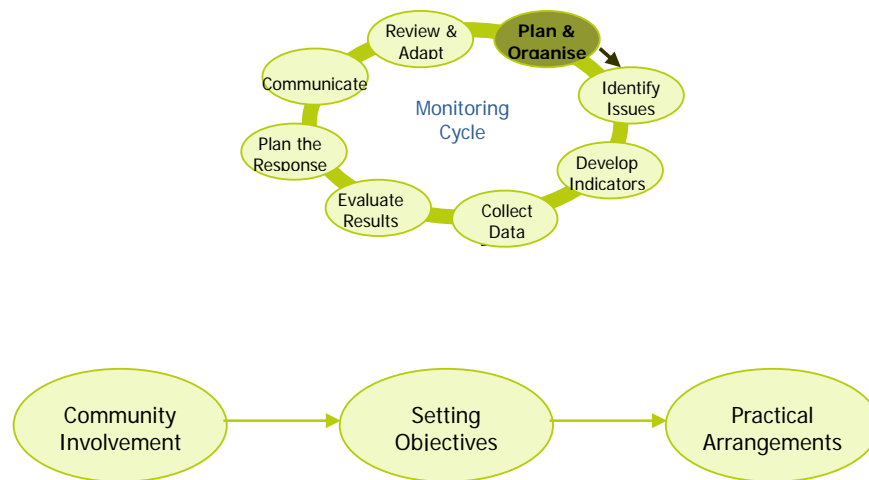 Review &
Adapt
Plan &
Organise
Communicate
Identify
Issues
Monitoring
Cycle
Plan the
Response
Develop
Indicators
Evaluate
Results
Collect
Data
Community
Involvement
Setting
Objectives
Practical
Arrangements